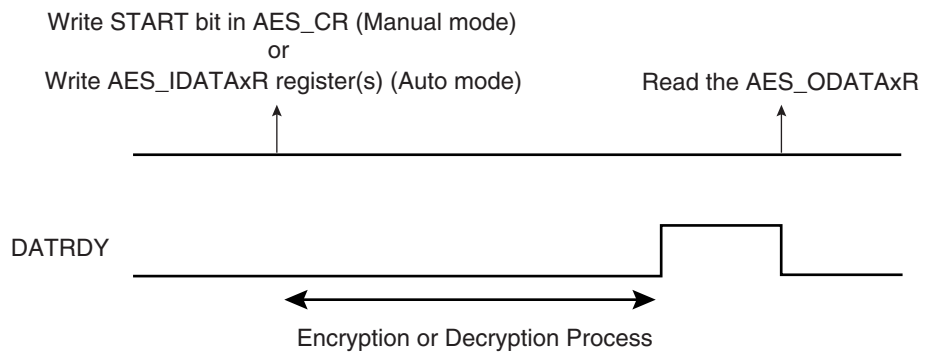 Write START bit in AES_CR (Manual mode)
or
Write AES_IDATAxR register(s) (Auto mode)
Read the AES_ODATAxR
DATRDY
Encryption or Decryption Process